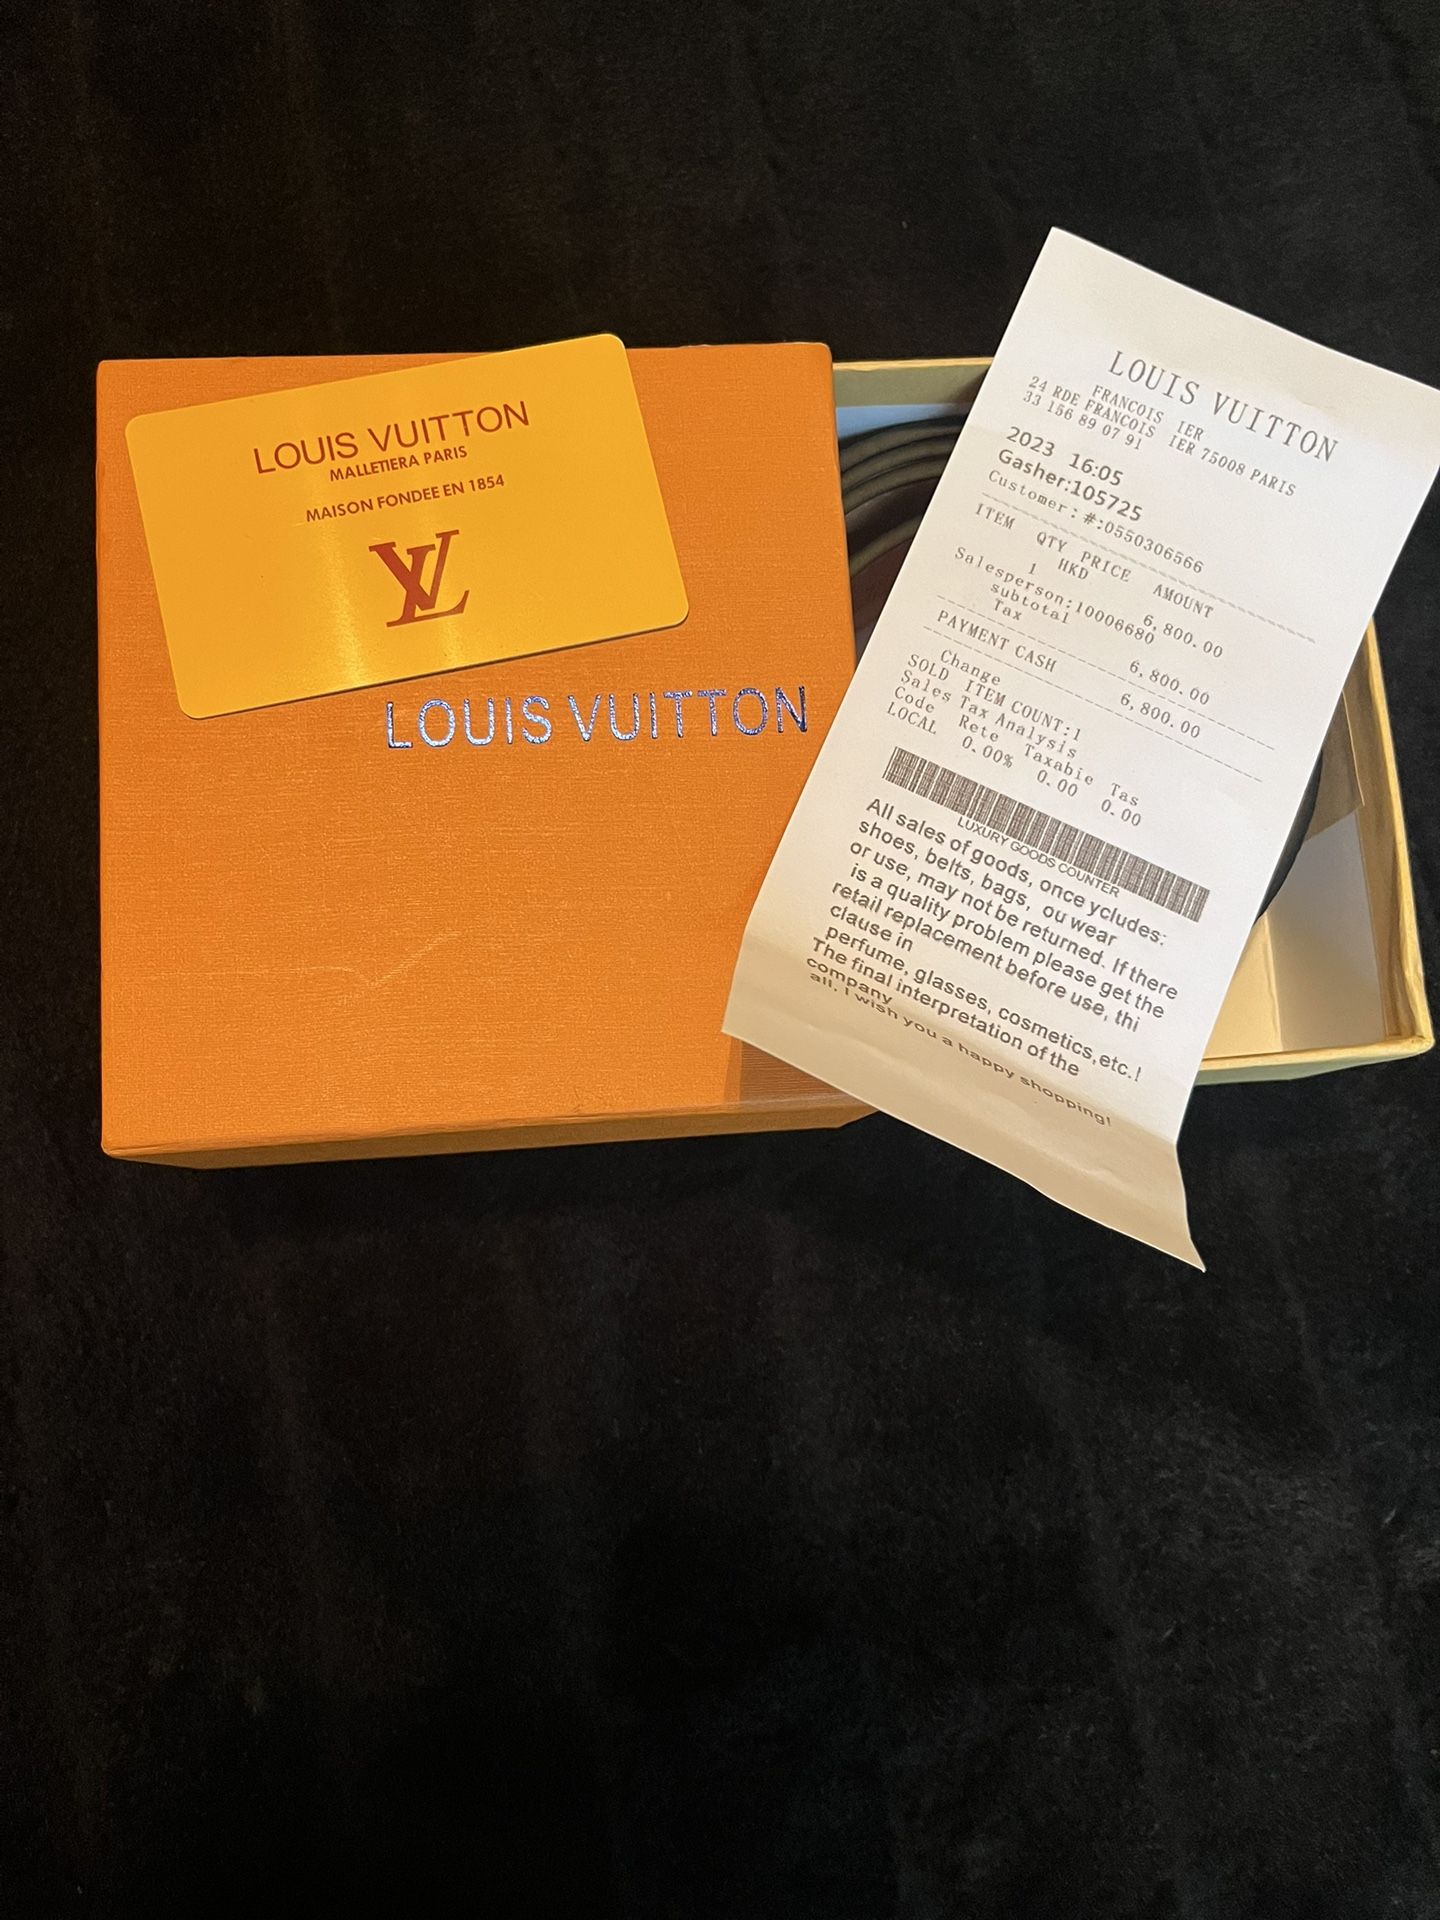 LOUIS VUITTON
MALLETIERA PARIS
MAISON FONDEE EN 1854
LV
LOUIS VUITTON
LOUIS VUITTON
FRANCOIS IER
24 RDE FRANCOIS IER 75008 PARIS
33 156 89 07 91
2023 16:05
Gasher:105725
Customer:#:0550306566
ITEM QTY PRICE AMOUNT
1 HKD 6,800.00
Salesperson:10006680
subtotal 6,800.00
Tax
PAYMENT CASH 6,800.00
Change
SOLD ITEM COUNT:1
Sales Tax Analysis
Code Rete Taxabie Tas
LOCAL 0.00% 0.00 0.00
LUXURY GOODS COUNTER
All sales of goods, once ycludes:
shoes, belts, bags, ou wear
or use, may not be returned. If there
is a quality problem please get the
retail replacement before use, thi
clause in
perfume, glasses, cosmetics, etc.!
The final interpretation of the
company
all. I wish you a happy shopping!